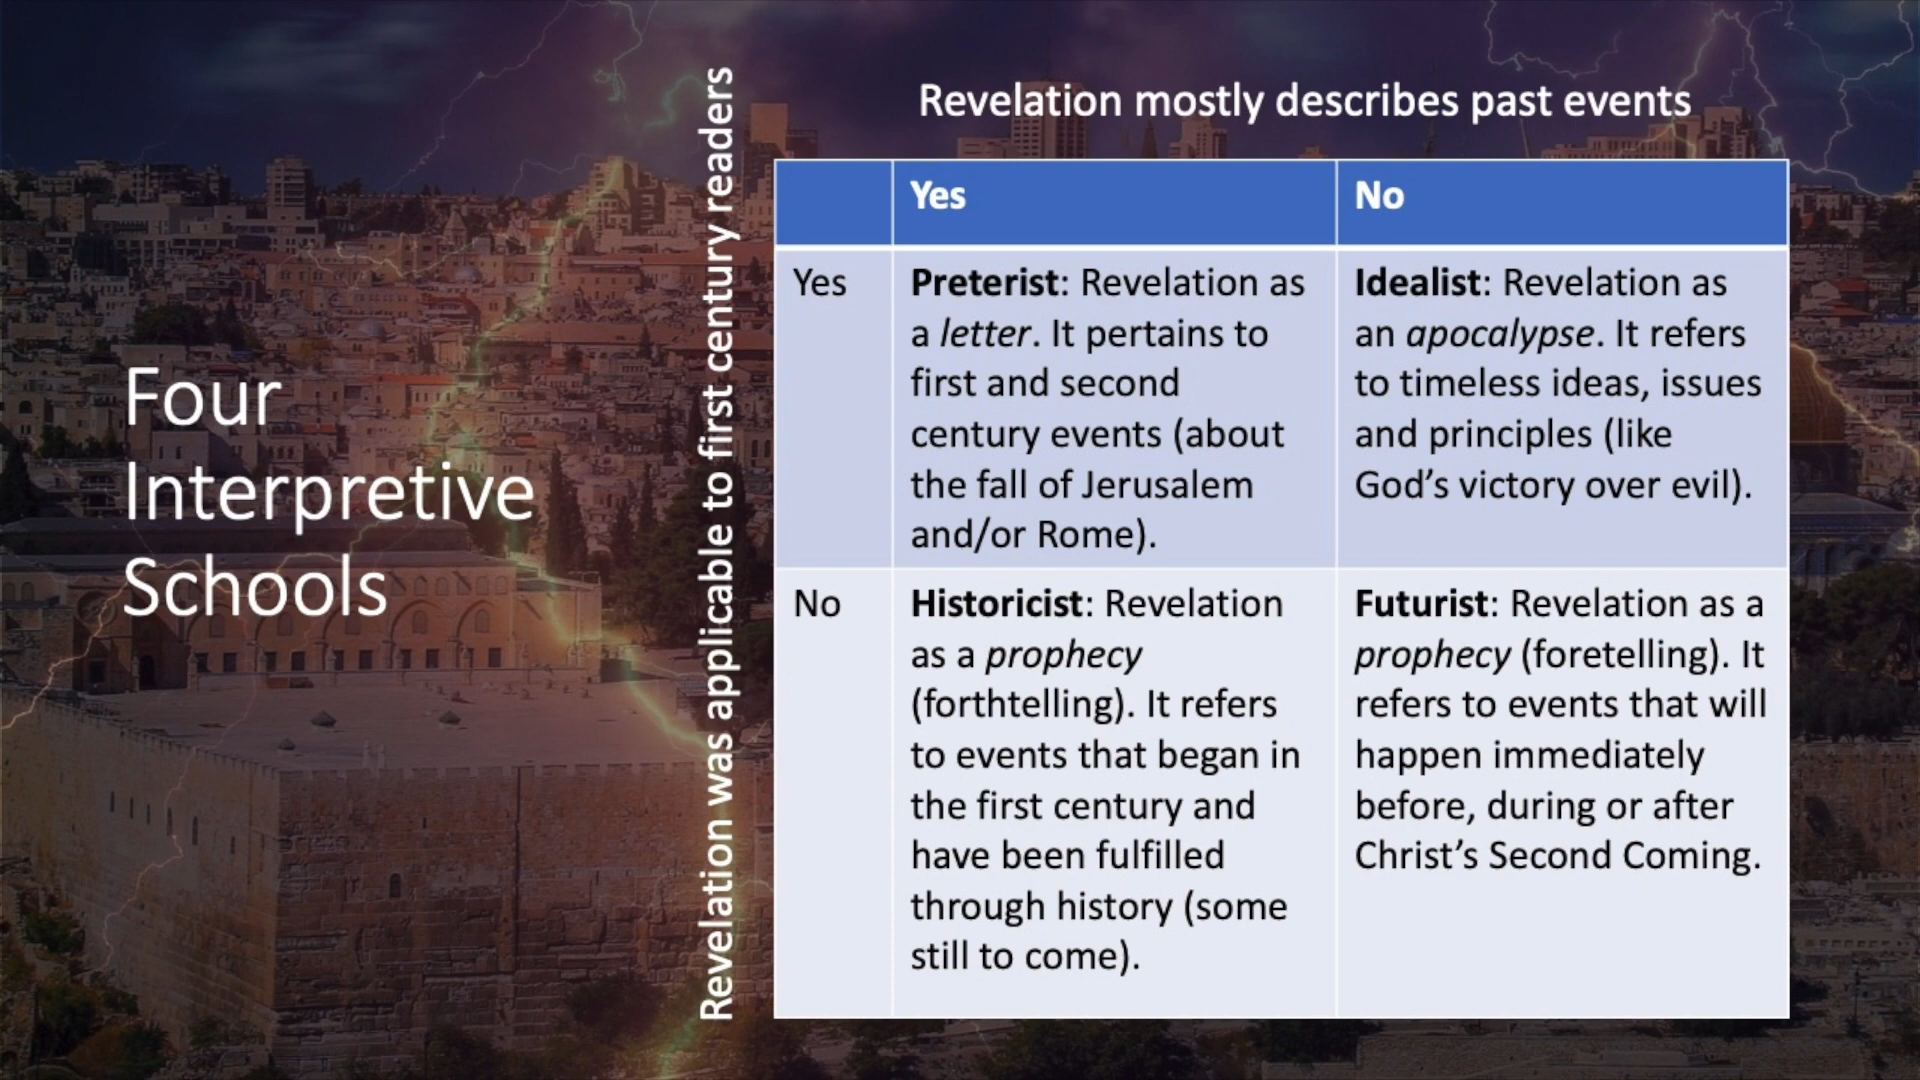 Four
Interpretive
Schools
Revelation was applicable to first century readers
Revelation mostly describes past events
Yes
No
Yes
Preterist: Revelation as
a letter. It pertains to
first and second
century events (about
the fall of Jerusalem
and/or Rome).
Idealist: Revelation as
an apocalypse. It refers
to timeless ideas, issues
and principles (like
God’s victory over evil).
No
Historicist: Revelation
as a prophecy
(forthtelling). It refers
to events that began in
the first century and
have been fulfilled
through history (some
still to come).
Futurist: Revelation as a
prophecy (foretelling). It
refers to events that will
happen immediately
before, during or after
Christ’s Second Coming.